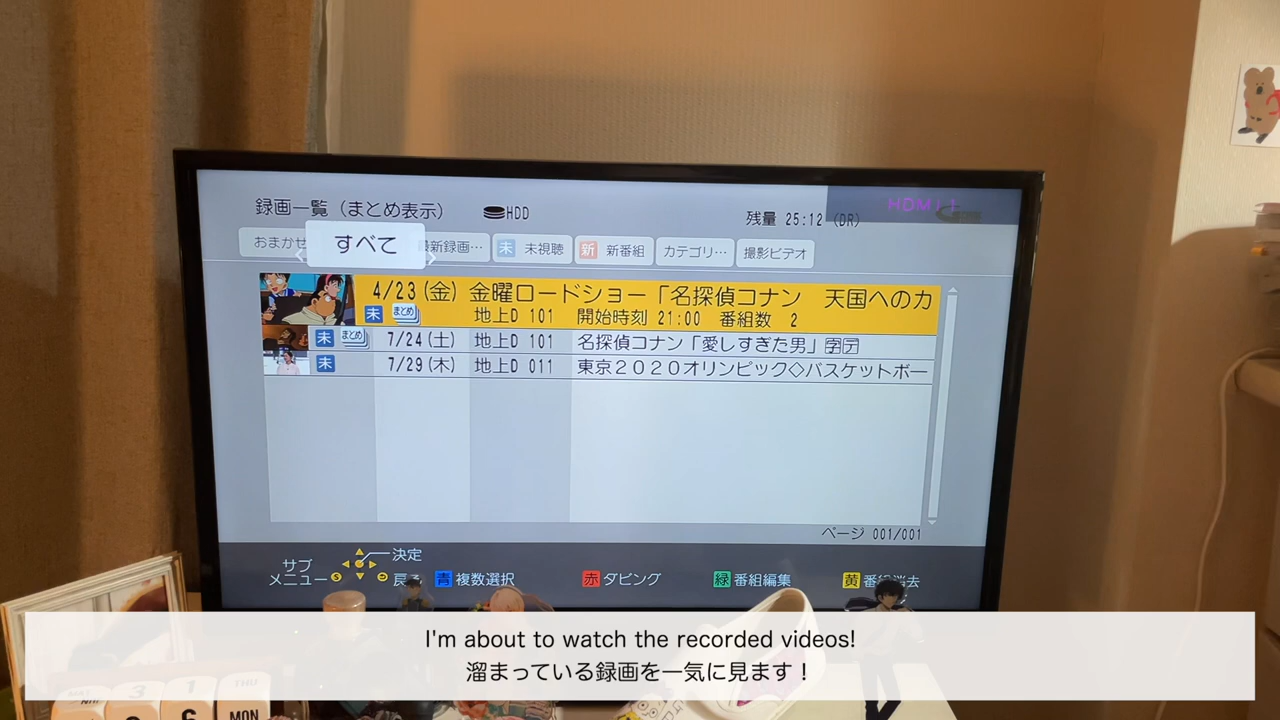 HDMI 1
録画一覧（まとめ表示） HDD 残量 25:12 (DR)
おまかせ すべて 最新録画… 未 未視聴 新 新番組 カテゴリ… 撮影ビデオ
4/23(金) 金曜ロードショー「名探偵コナン 天国へのカ
未 まとめ 地上D 101 開始時刻 21:00 番組数 2
未 まとめ 7/24(土) 地上D 101 名探偵コナン「愛しすぎた男」字デ
未 7/29(木) 地上D 011 東京２０２０オリンピック◇バスケットボー
ページ 001/001
サブメニュー S 決定 戻る 青 複数選択 赤 ダビング 緑 番組編集 黄 番組消去
I'm about to watch the recorded videos!
溜まっている録画を一気に見ます！
3 1 THU
6 MON